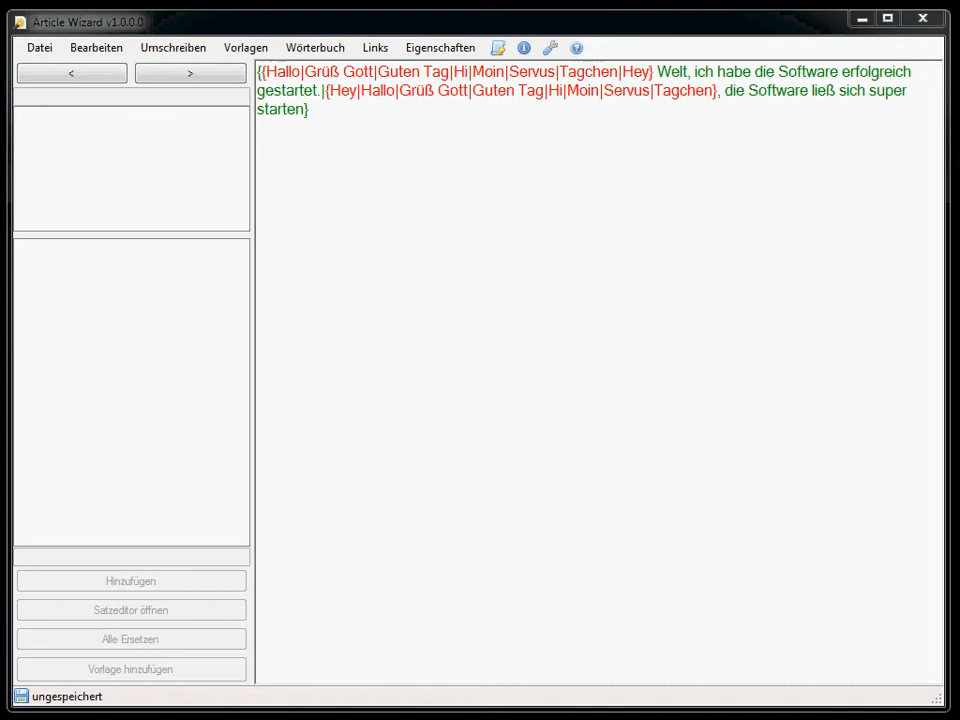 Article Wizard v1.0.0.0
Datei Bearbeiten Umschreiben Vorlagen Wörterbuch Links Eigenschaften
< >
{{Hallo|Grüß Gott|Guten Tag|Hi|Moin|Servus|Tagchen|Hey} Welt, ich habe die Software erfolgreich
gestartet.|{Hey|Hallo|Grüß Gott|Guten Tag|Hi|Moin|Servus|Tagchen}, die Software ließ sich super
starten}
Hinzufügen
Satzeditor öffnen
Alle Ersetzen
Vorlage hinzufügen
ungespeichert